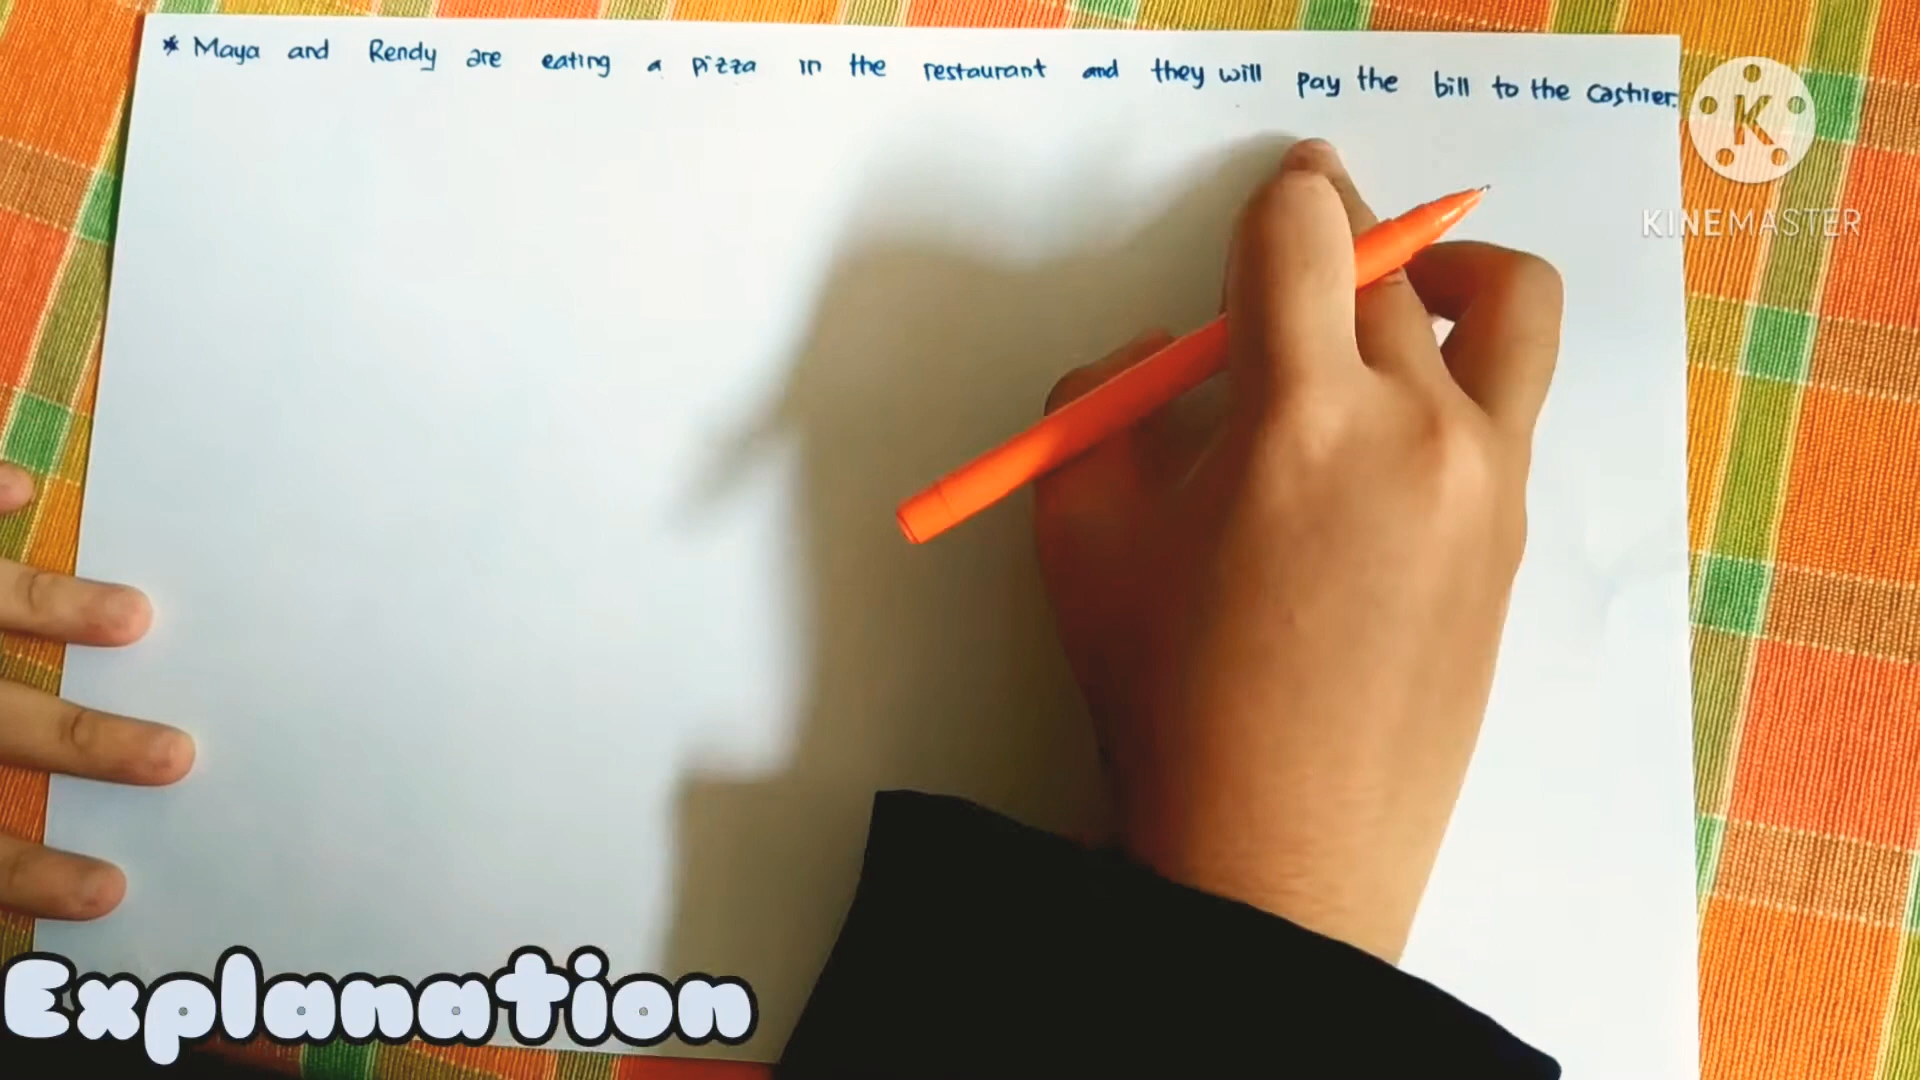 * Maya and Rendy are eating a pizza in the restaurant and they will pay the bill to the cashier.
K
KINEMASTER
Explanation